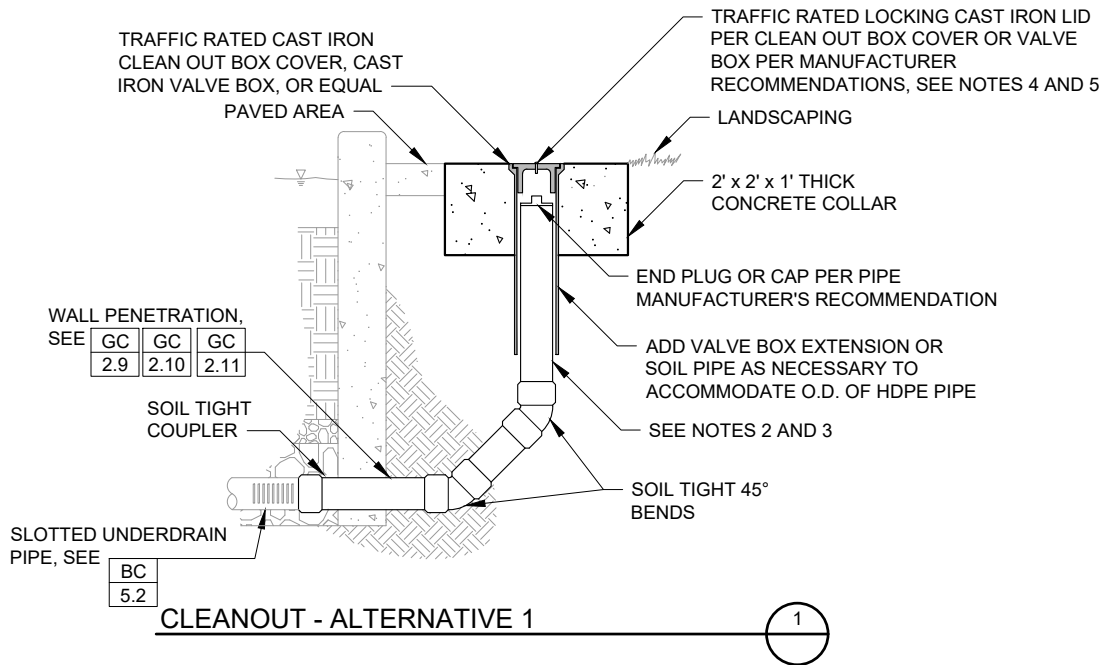 TRAFFIC RATED CAST IRON
CLEAN OUT BOX COVER, CAST
IRON VALVE BOX, OR EQUAL
PAVED AREA
TRAFFIC RATED LOCKING CAST IRON LID
PER CLEAN OUT BOX COVER OR VALVE
BOX PER MANUFACTURER
RECOMMENDATIONS, SEE NOTES 4 AND 5
LANDSCAPING
2' x 2' x 1' THICK
CONCRETE COLLAR
END PLUG OR CAP PER PIPE
MANUFACTURER'S RECOMMENDATION
WALL PENETRATION,
SEE GC GC GC
2.9 2.10 2.11
ADD VALVE BOX EXTENSION OR
SOIL PIPE AS NECESSARY TO
ACCOMMODATE O.D. OF HDPE PIPE
SOIL TIGHT
COUPLER
SEE NOTES 2 AND 3
SOIL TIGHT 45°
BENDS
SLOTTED UNDERDRAIN
PIPE, SEE
BC
5.2
CLEANOUT - ALTERNATIVE 1
1